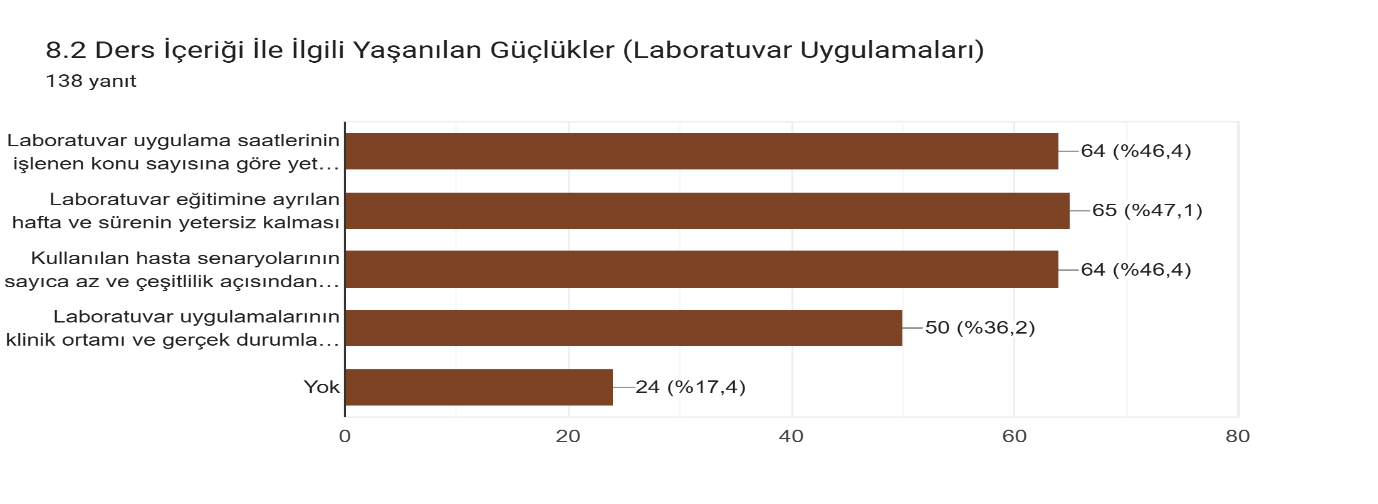 8.2 Ders İçeriği İle İlgili Yaşanılan Güçlükler (Laboratuvar Uygulamaları)
138 yanıt
Laboratuvar uygulama saatlerinin
işlenen konu sayısına göre yet…
64 (%46,4)
Laboratuvar eğitimine ayrılan
hafta ve sürenin yetersiz kalması
65 (%47,1)
Kullanılan hasta senaryolarının
sayıca az ve çeşitlilik açısından…
64 (%46,4)
Laboratuvar uygulamalarının
klinik ortamı ve gerçek durumla…
50 (%36,2)
Yok
24 (%17,4)
0 20 40 60 80